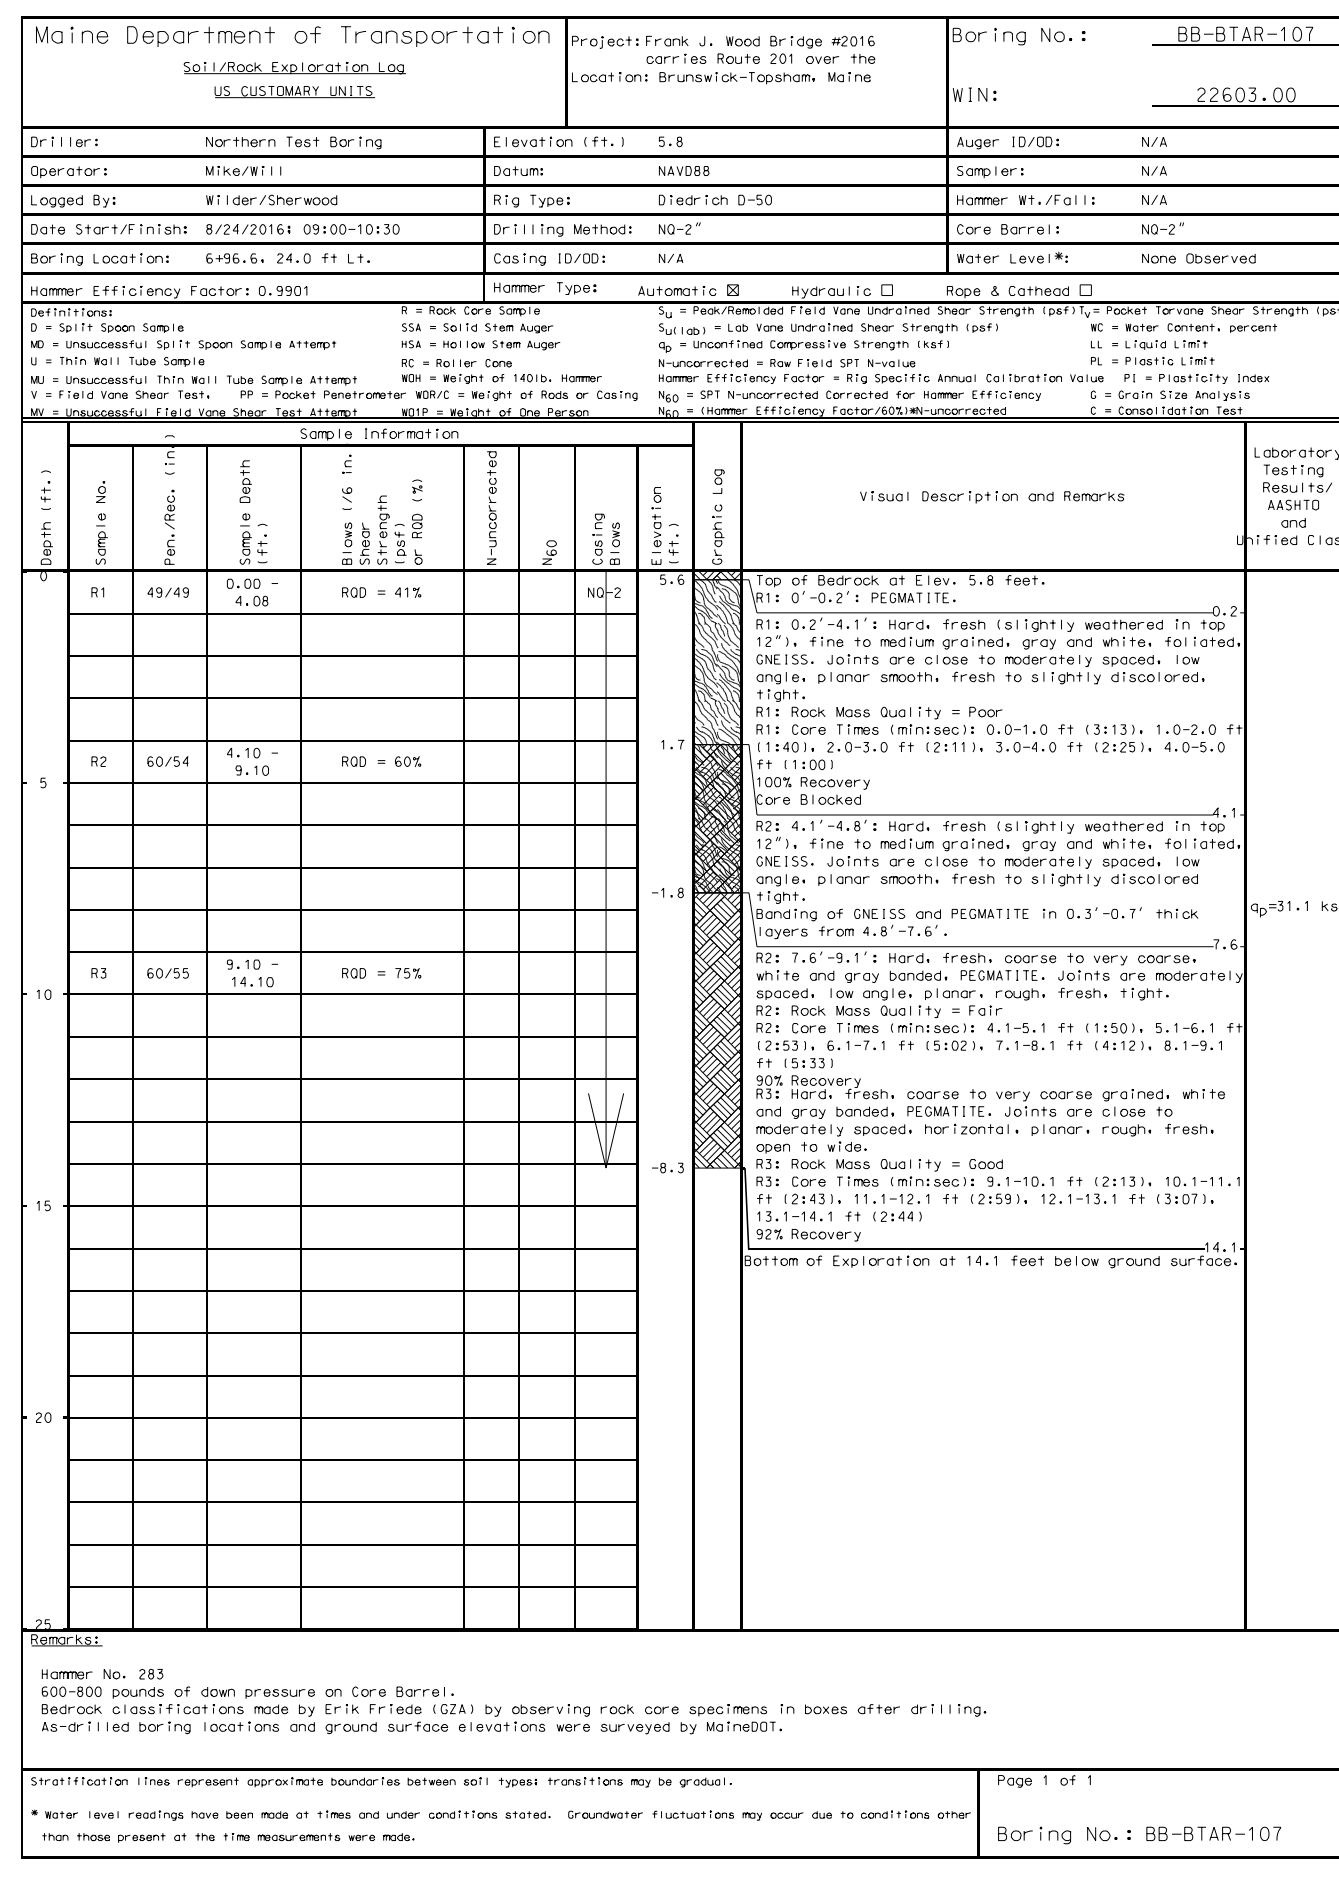 Maine Department of Transportation
Soil/Rock Exploration Log
US CUSTOMARY UNITS
Project: Frank J. Wood Bridge #2016
carries Route 201 over the
Location: Brunswick-Topsham, Maine
Boring No.: BB-BTAR-107
WIN: 22603.00
Driller: Northern Test Boring Elevation (ft.) 5.8 Auger ID/OD: N/A
Operator: Mike/Will Datum: NAVD88 Sampler: N/A
Logged By: Wilder/Sherwood Rig Type: Diedrich D-50 Hammer Wt./Fall: N/A
Date Start/Finish: 8/24/2016; 09:00-10:30 Drilling Method: NQ-2" Core Barrel: NQ-2"
Boring Location: 6+96.6, 24.0 ft Lt. Casing ID/OD: N/A Water Level*: None Observed
Hammer Efficiency Factor: 0.9901 Hammer Type: Automatic ☒ Hydraulic ☐ Rope & Cathead ☐
Definitions: R = Rock Core Sample Su = Peak/Remolded Field Vane Undrained Shear Strength (psf) Tv = Pocket Torvane Shear Strength (ps
D = Split Spoon Sample SSA = Solid Stem Auger Su(lab) = Lab Vane Undrained Shear Strength (psf) WC = Water Content, percent
MD = Unsuccessful Split Spoon Sample Attempt HSA = Hollow Stem Auger qp = Unconfined Compressive Strength (ksf) LL = Liquid Limit
U = Thin Wall Tube Sample RC = Roller Cone N-uncorrected = Raw Field SPT N-value PL = Plastic Limit
MU = Unsuccessful Thin Wall Tube Sample Attempt WOH = Weight of 140lb. Hammer Hammer Efficiency Factor = Rig Specific Annual Calibration Value PI = Plasticity Index
V = Field Vane Shear Test, PP = Pocket Penetrometer WOR/C = Weight of Rods or Casing N60 = SPT N-uncorrected Corrected for Hammer Efficiency G = Grain Size Analysis
MV = Unsuccessful Field Vane Shear Test Attempt WO1P = Weight of One Person N60 = (Hammer Efficiency Factor/60%)*N-uncorrected C = Consolidation Test
Sample Information
Depth (ft.)
Sample No.
Pen./Rec. (in.)
Sample Depth
(ft.)
Blows (/6 in.
Shear
Strength
(psf)
or RQD (%)
N-uncorrected
N60
Casing
Blows
Elevation
(ft.)
Graphic Log
Visual Description and Remarks
Laboratory
Testing
Results/
AASHTO
and
Unified Clas
0
R1 49/49 0.00 -
4.08 RQD = 41% NQ-2
5.6
Top of Bedrock at Elev. 5.8 feet.
R1: 0'-0.2': PEGMATITE.
0.2
R1: 0.2'-4.1': Hard, fresh (slightly weathered in top
12"), fine to medium grained, gray and white, foliated,
GNEISS. Joints are close to moderately spaced, low
angle, planar smooth, fresh to slightly discolored,
tight.
R1: Rock Mass Quality = Poor
R1: Core Times (min:sec): 0.0-1.0 ft (3:13), 1.0-2.0 ft
(1:40), 2.0-3.0 ft (2:11), 3.0-4.0 ft (2:25), 4.0-5.0
ft (1:00)
100% Recovery
Core Blocked
4.1
1.7
R2 60/54 4.10 -
9.10 RQD = 60%
5
R2: 4.1'-4.8': Hard, fresh (slightly weathered in top
12"), fine to medium grained, gray and white, foliated,
GNEISS. Joints are close to moderately spaced, low
angle, planar smooth, fresh to slightly discolored
tight.
Banding of GNEISS and PEGMATITE in 0.3'-0.7' thick
layers from 4.8'-7.6'.
7.6
-1.8
qp=31.1 ks
R2: 7.6'-9.1': Hard, fresh, coarse to very coarse,
white and gray banded, PEGMATITE. Joints are moderately
spaced, low angle, planar, rough, fresh, tight.
R2: Rock Mass Quality = Fair
R2: Core Times (min:sec): 4.1-5.1 ft (1:50), 5.1-6.1 ft
(2:53), 6.1-7.1 ft (5:02), 7.1-8.1 ft (4:12), 8.1-9.1
ft (5:33)
90% Recovery
R3 60/55 9.10 -
14.10 RQD = 75%
10
R3: Hard, fresh, coarse to very coarse grained, white
and gray banded, PEGMATITE. Joints are close to
moderately spaced, horizontal, planar, rough, fresh,
open to wide.
R3: Rock Mass Quality = Good
R3: Core Times (min:sec): 9.1-10.1 ft (2:13), 10.1-11.1
ft (2:43), 11.1-12.1 ft (2:59), 12.1-13.1 ft (3:07),
13.1-14.1 ft (2:44)
92% Recovery
14.1
-8.3
Bottom of Exploration at 14.1 feet below ground surface.
15
20
25
Remarks:
Hammer No. 283
600-800 pounds of down pressure on Core Barrel.
Bedrock classifications made by Erik Friede (GZA) by observing rock core specimens in boxes after drilling.
As-drilled boring locations and ground surface elevations were surveyed by MaineDOT.
Stratification lines represent approximate boundaries between soil types; transitions may be gradual.
* Water level readings have been made at times and under conditions stated. Groundwater fluctuations may occur due to conditions other
than those present at the time measurements were made.
Page 1 of 1
Boring No.: BB-BTAR-107